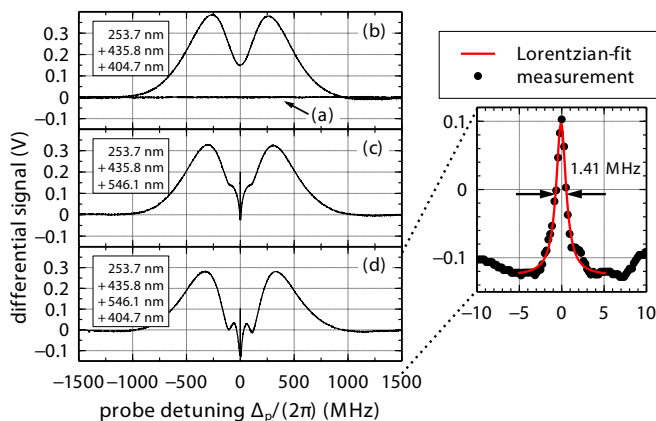 253.7 nm
+435.8 nm
+404.7 nm
(b)
(a)
0.3
0.2
0.1
0
−0.1
253.7 nm
+435.8 nm
+546.1 nm
(c)
0.3
0.2
0.1
0
−0.1
253.7 nm
+435.8 nm
+546.1 nm
+404.7 nm
(d)
0.3
0.2
0.1
0
−0.1
differential signal (V)
−1500 −1000 −500 0 500 1000 1500
probe detuning Δp/(2π) (MHz)
Lorentzian-fit
measurement
0.1
0
−0.1
1.41 MHz
−10 −5 0 5 10